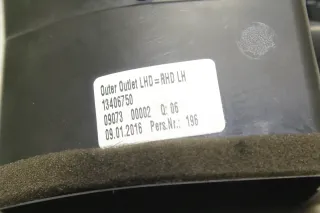 Outer Outlet LHD=RHD LH
13406750
09073 00002 Q: 06
09.01.2016 Pers.Nr.: 196